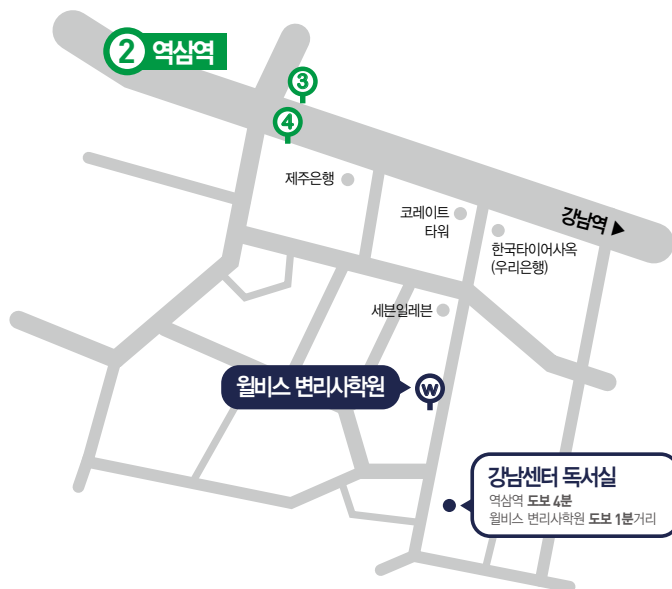 2 역삼역
3
4
제주은행
코레이트
타워
강남역 ▶
한국타이어사옥
(우리은행)
세븐일레븐
윌비스 변리사학원
W
강남센터 독서실
역삼역 도보 4분
윌비스 변리사학원 도보 1분거리